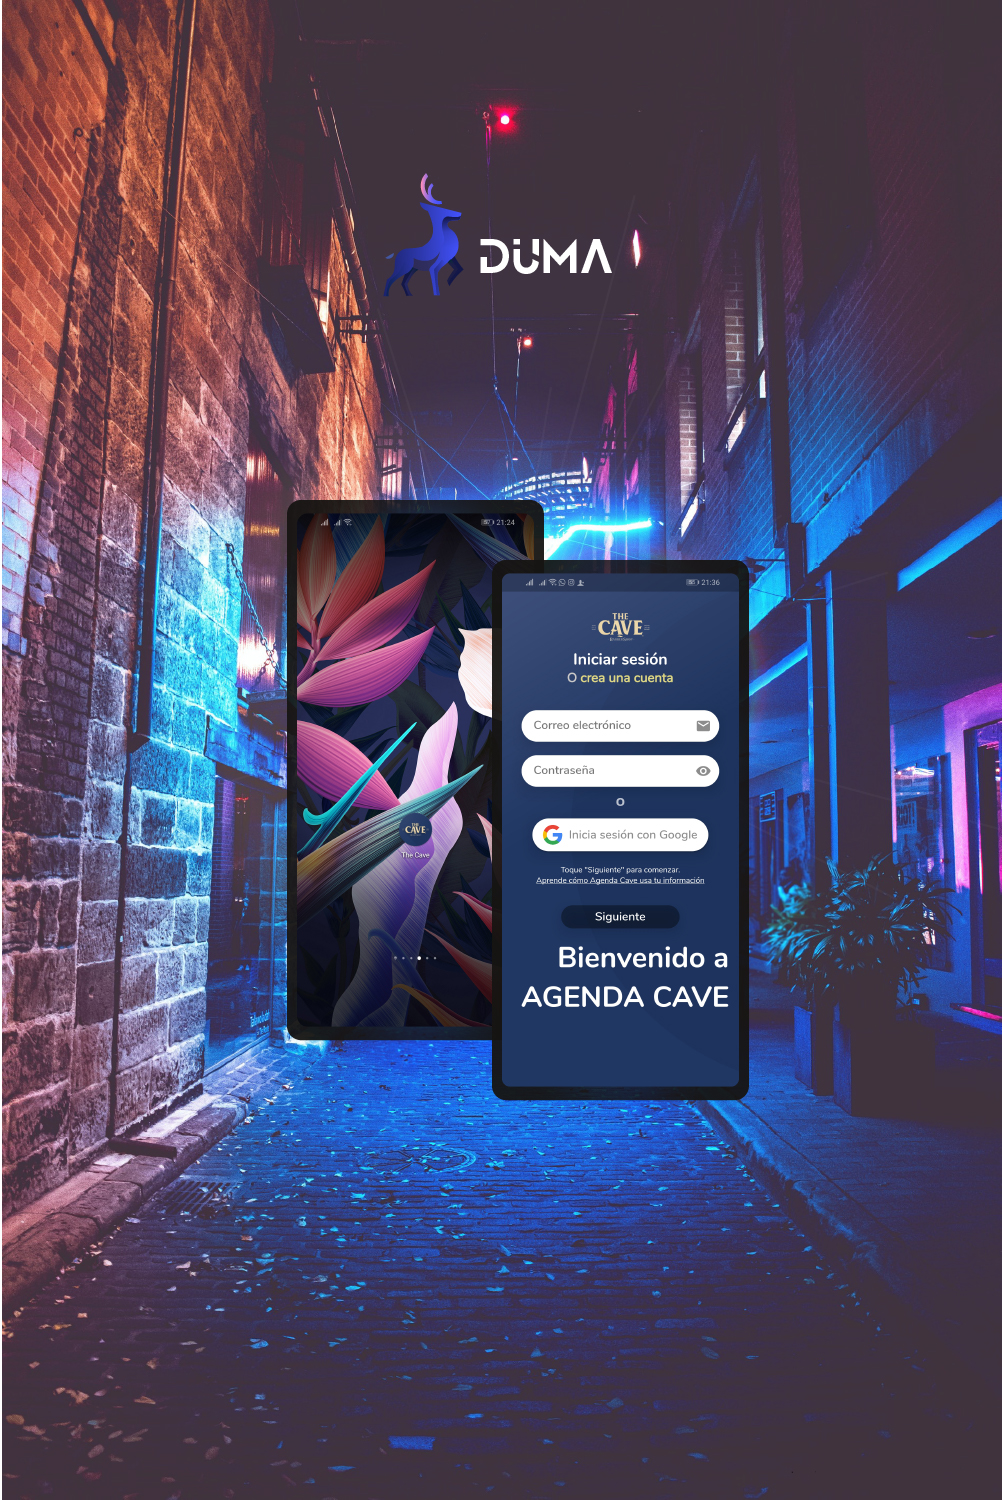 DUMA
21:24
THE
CAVE
The Cave
21:36
THE
CAVE
Iniciar sesión
O crea una cuenta
Correo electrónico
Contraseña
O
Inicia sesión con Google
Toque "Siguiente" para comenzar.
Aprende cómo Agenda Cave usa tu información
Siguiente
Bienvenido a
AGENDA CAVE